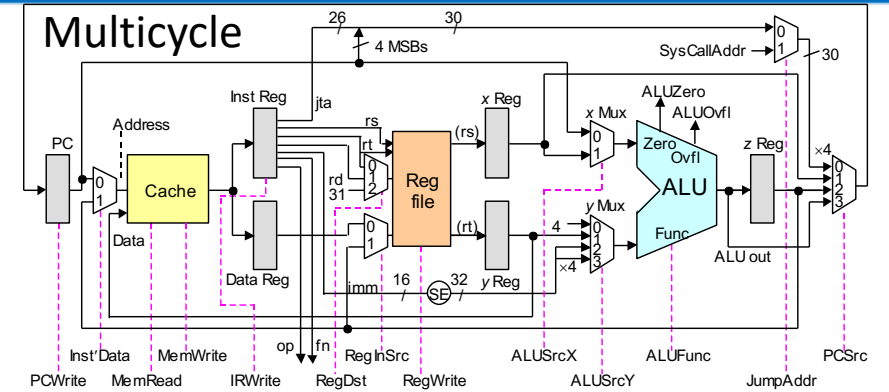 Multicycle
26
30
4 MSBs
SysCallAddr
0
1
30
Inst Reg
jta
rs
rt
rd
31
x Reg
x Mux
ALUZero
ALUOvfl
z Reg
Address
PC
0
1
Cache
Data
0
1
2
Reg
file
(rs)
(rt)
0
1
Zero
Ovfl
ALU
Func
×4
0
1
2
3
Data Reg
0
1
y Reg
y Mux
4
0
1
2
3
×4
ALU out
imm
16
SE
32
op
fn
Inst'Data
MemWrite
RegInSrc
ALUSrcX
ALUFunc
PCSrc
PCWrite
MemRead
IRWrite
RegDst
RegWrite
ALUSrcY
JumpAddr